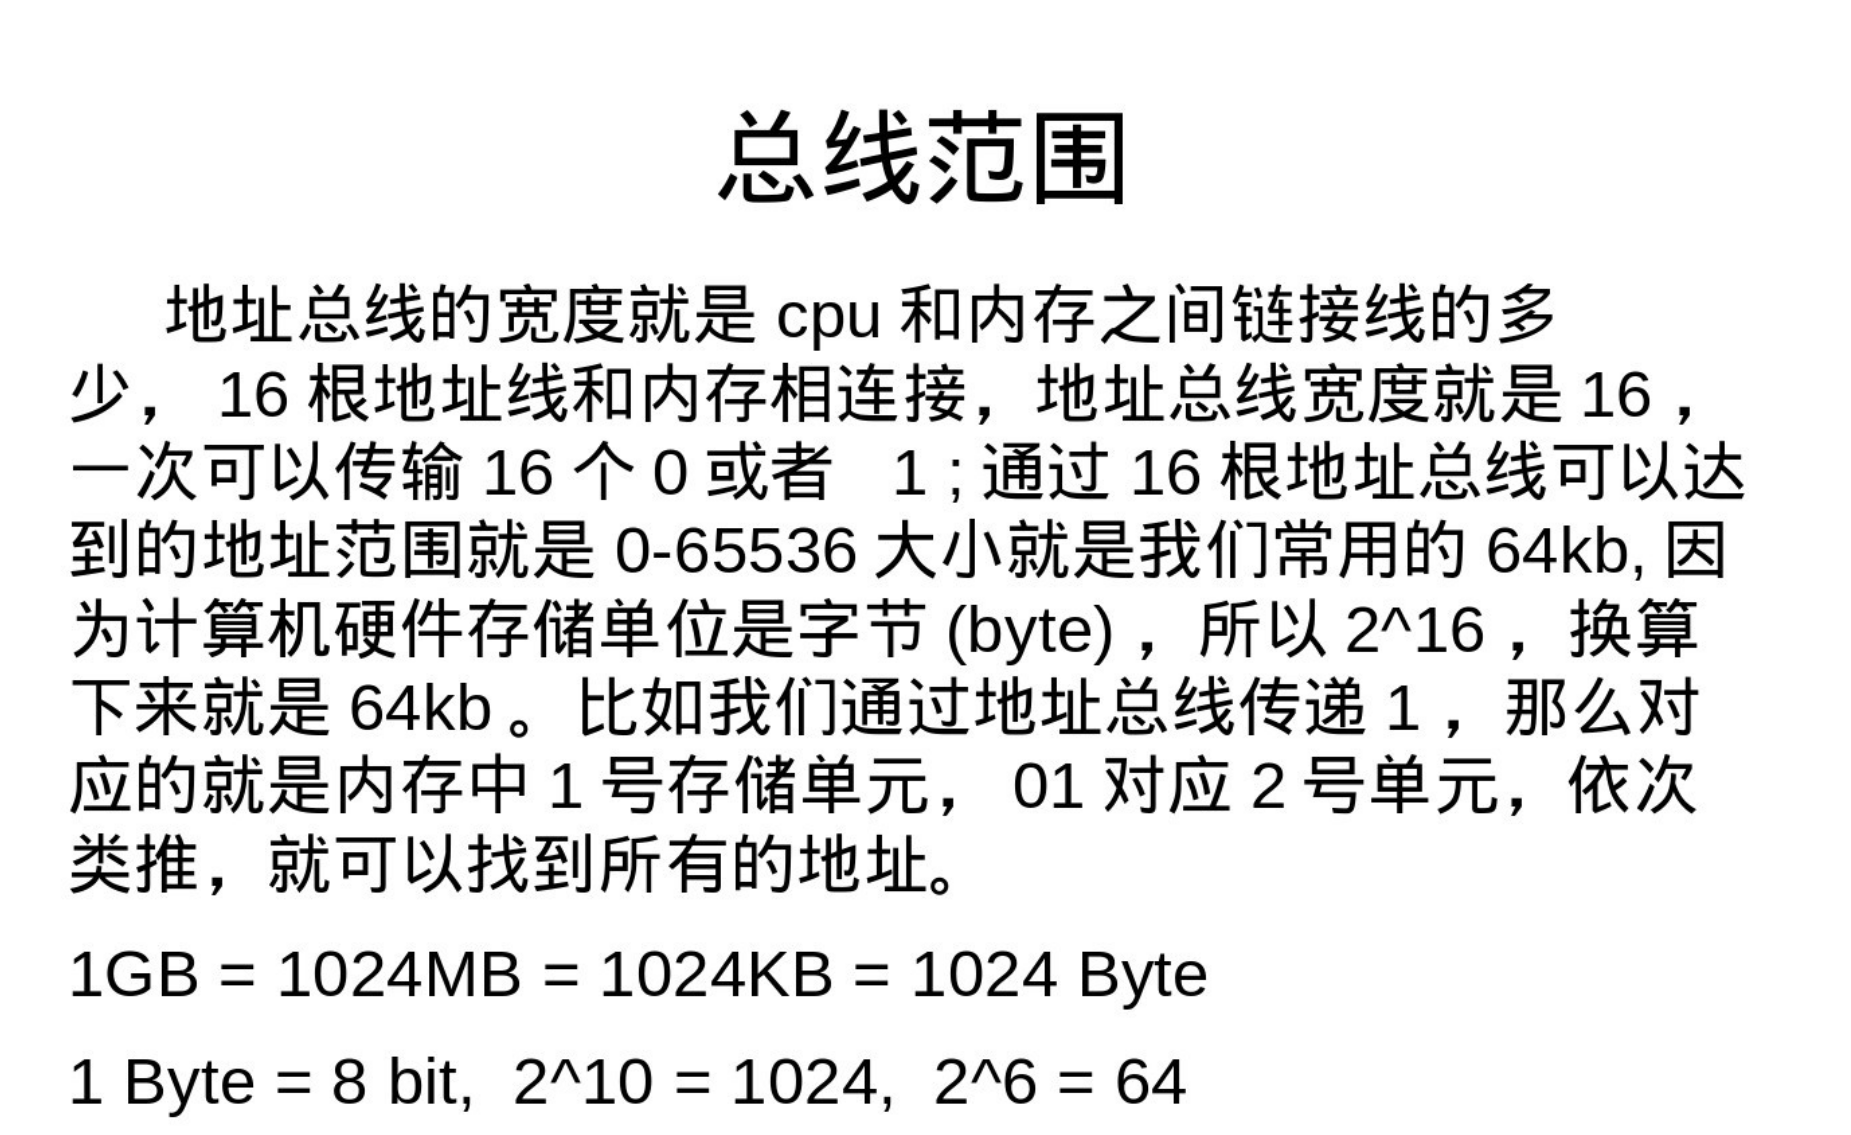 总线范围
地址总线的宽度就是 cpu 和内存之间链接线的多
少， 16 根地址线和内存相连接，地址总线宽度就是 16 ，
一次可以传输 16 个 0 或者 1 ; 通过 16 根地址总线可以达
到的地址范围就是 0-65536 大小就是我们常用的 64kb, 因
为计算机硬件存储单位是字节 (byte) ，所以 2^16 ，换算
下来就是 64kb 。比如我们通过地址总线传递 1 ，那么对
应的就是内存中 1 号存储单元， 01 对应 2 号单元，依次
类推，就可以找到所有的地址。
1GB = 1024MB = 1024KB = 1024 Byte
1 Byte = 8 bit, 2^10 = 1024, 2^6 = 64